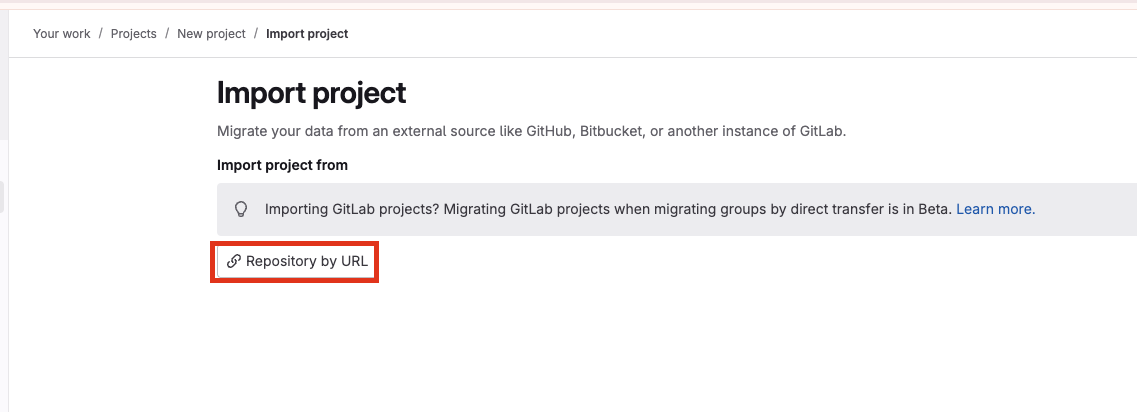 Your work / Projects / New project / Import project
Import project
Migrate your data from an external source like GitHub, Bitbucket, or another instance of GitLab.
Import project from
Importing GitLab projects? Migrating GitLab projects when migrating groups by direct transfer is in Beta. Learn more.
Repository by URL